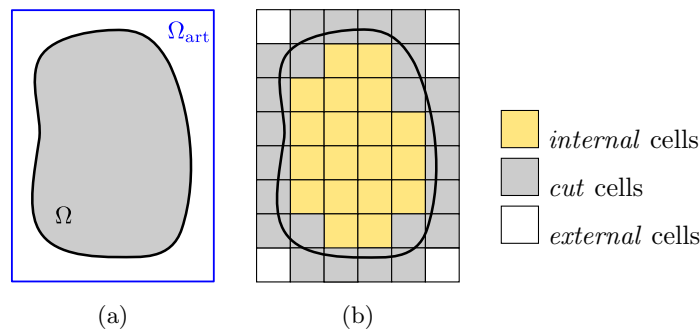 Ω_art
Ω
internal cells
cut cells
external cells
(a)
(b)